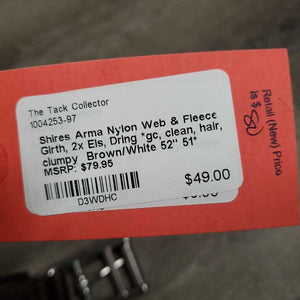 The Tack Collector
1004253-97
Shires Arma Nylon Web & Fleece
Girth, 2x Els, Dring *gc, clean, hair,
clumpy Brown/White 52" 51"
MSRP: $79.95
$49.00
D3WDHC
Retail (New) Price
is $